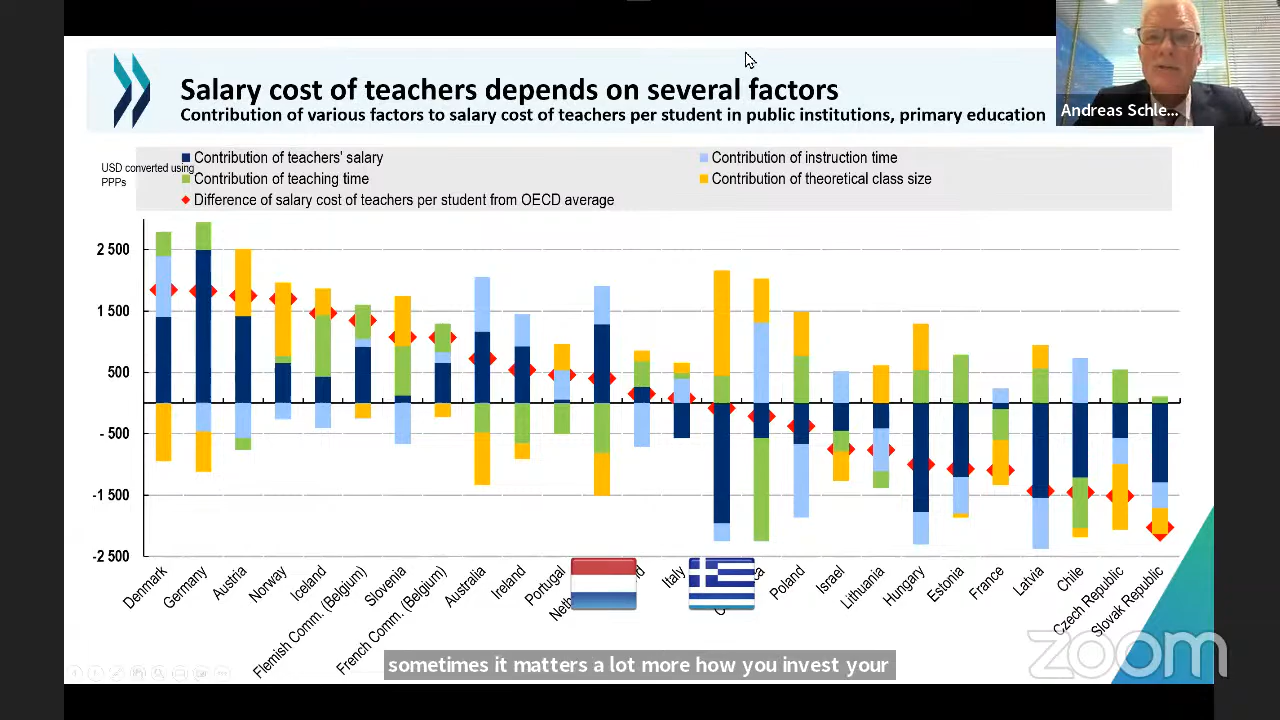 Salary cost of teachers depends on several factors
Contribution of various factors to salary cost of teachers per student in public institutions, primary education
Andreas Schle...
USD converted using
PPPs
Contribution of teachers' salary
Contribution of instruction time
Contribution of teaching time
Contribution of theoretical class size
Difference of salary cost of teachers per student from OECD average
2 500
1 500
500
- 500
-1 500
-2 500
Denmark
Germany
Austria
Norway
Iceland
Flemish Comm. (Belgium)
Slovenia
French Comm. (Belgium)
Australia
Ireland
Portugal
Italy
Poland
Israel
Lithuania
Hungary
Estonia
France
Latvia
Chile
Czech Republic
Slovak Republic
sometimes it matters a lot more how you invest your
zoom